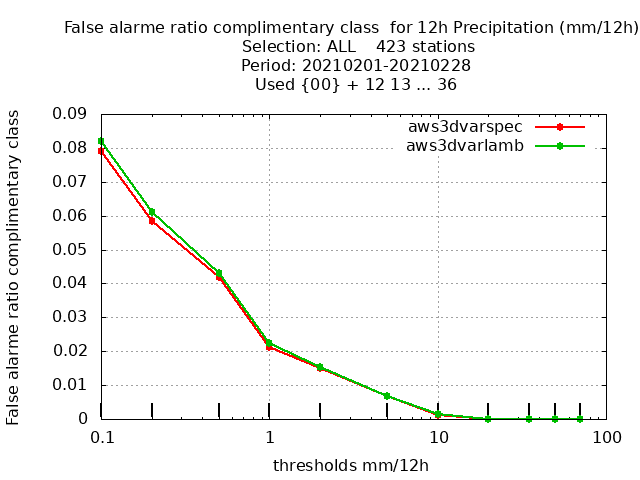 False alarme ratio complimentary class  for 12h Precipitation (mm/12h)
Selection: ALL    423 stations
Period: 20210201-20210228
Used {00} + 12 13 ... 36
False alarme ratio complimentary class
0.09
0.08
0.07
0.06
0.05
0.04
0.03
0.02
0.01
0
aws3dvarspec
aws3dvarlamb
0.1 1 10 100
thresholds mm/12h